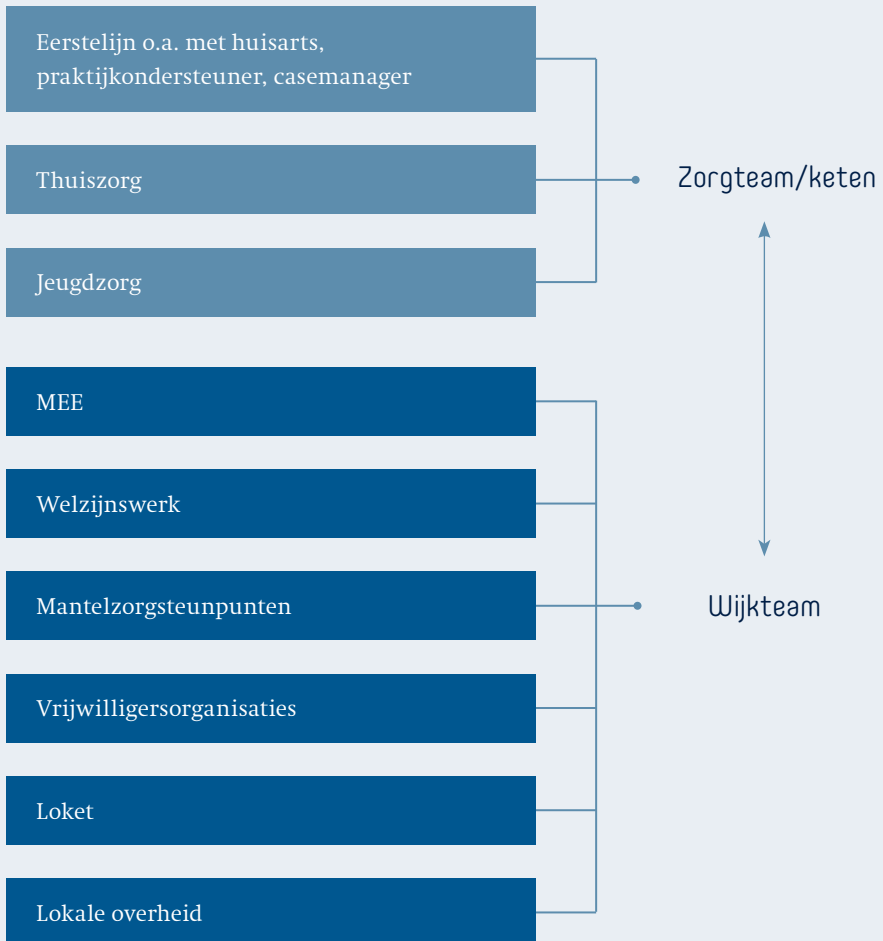 Eerstelijn o.a. met huisarts,
praktijkondersteuner, casemanager
Thuiszorg
Jeugdzorg
Zorgteam/keten
MEE
Welzijnswerk
Mantelzorgsteunpunten
Vrijwilligersorganisaties
Loket
Lokale overheid
Wijkteam